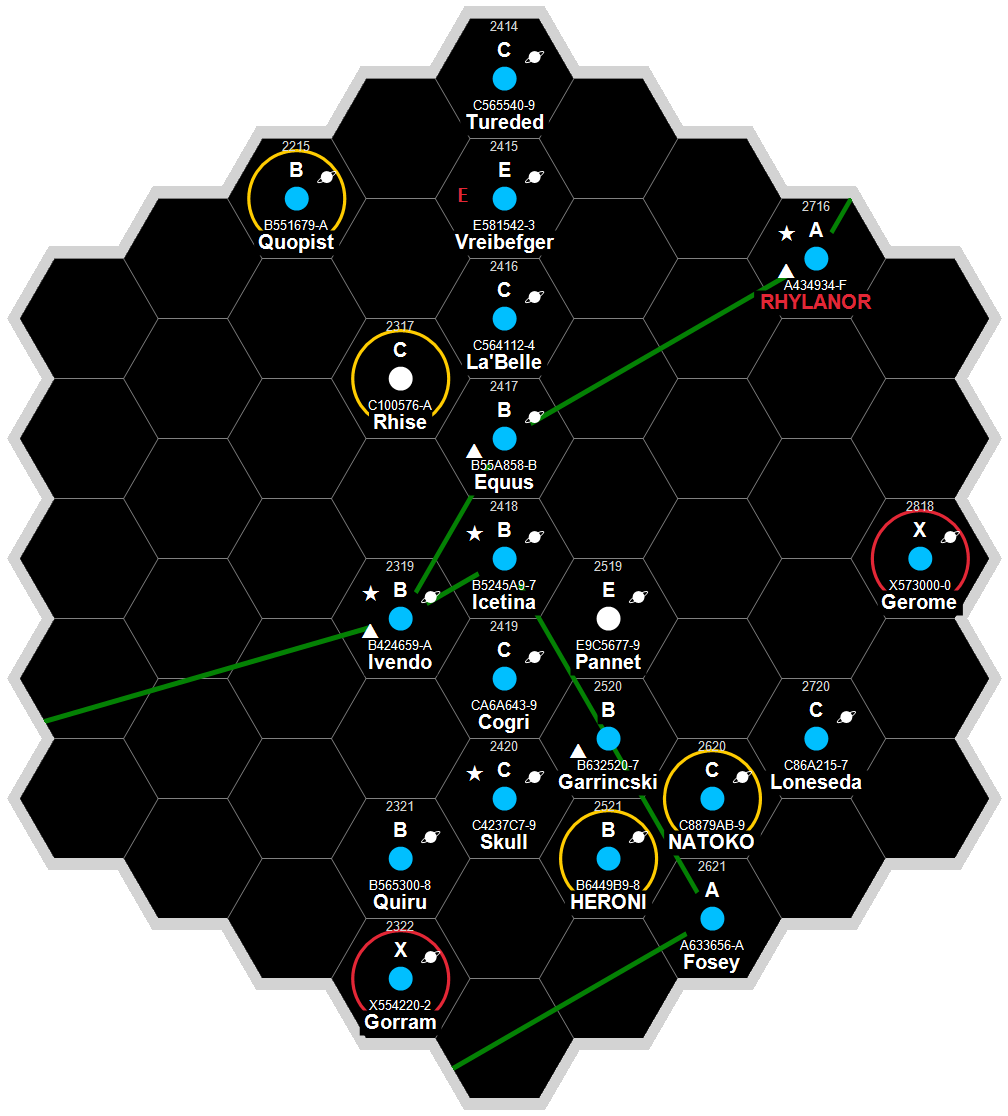 2414
C
C565540-9
Tureded
2215
B
B551679-A
Quopist
2415
E
E
E581542-3
Vreibefger
2716
A
A434934-F
RHYLANOR
2416
C
C564112-4
La'Belle
2317
C
C100576-A
Rhise
2417
B
B55A858-B
Equus
2418
B
B5245A9-7
Icetina
2818
X
X573000-0
Gerome
2319
B
B424659-A
Ivendo
2519
E
E9C5677-9
Pannet
2419
C
CA6A643-9
Cogri
2520
B
B632520-7
Garrincski
2720
C
C86A215-7
Loneseda
2420
C
C4237C7-9
Skull
2620
C
C8879AB-9
NATOKO
2321
B
B565300-8
Quiru
2521
B
B6449B9-8
HERONI
2621
A
A633656-A
Fosey
2322
X
X554220-2
Gorram